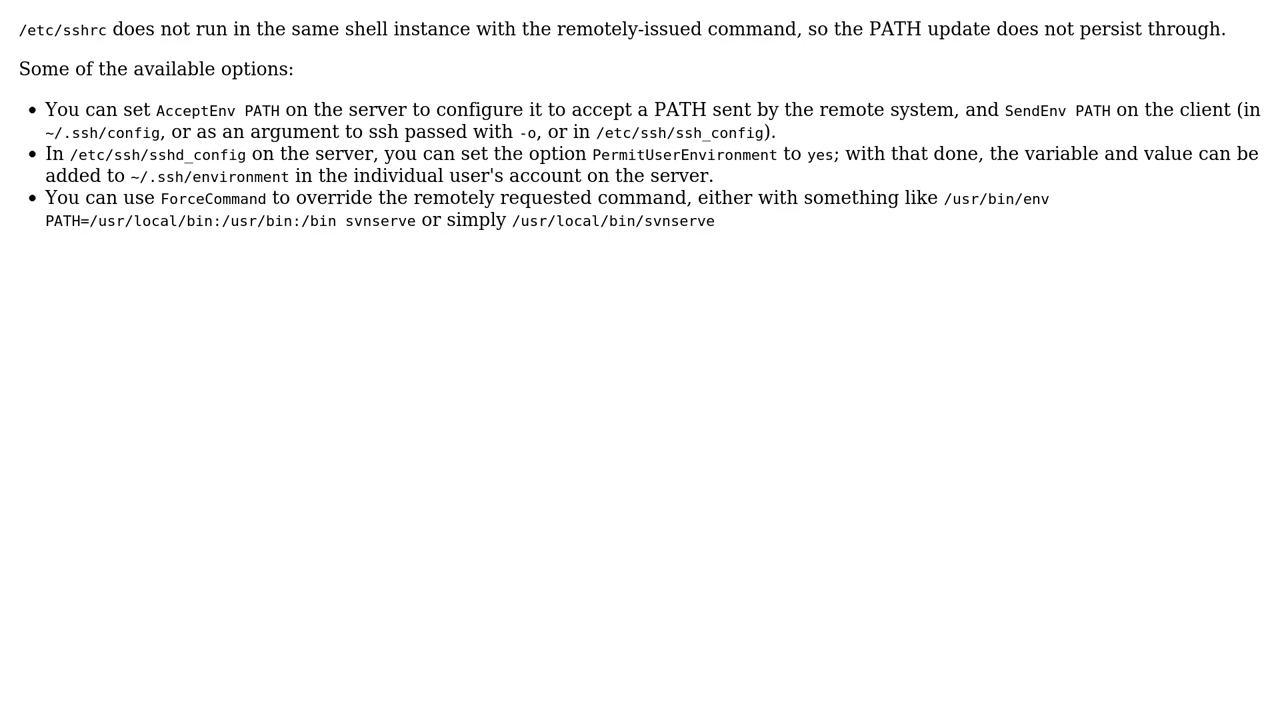 /etc/sshrc does not run in the same shell instance with the remotely-issued command, so the PATH update does not persist through.
Some of the available options:
• You can set AcceptEnv PATH on the server to configure it to accept a PATH sent by the remote system, and SendEnv PATH on the client (in
~/.ssh/config, or as an argument to ssh passed with -o, or in /etc/ssh/ssh_config).
• In /etc/ssh/sshd_config on the server, you can set the option PermitUserEnvironment to yes; with that done, the variable and value can be
added to ~/.ssh/environment in the individual user's account on the server.
• You can use ForceCommand to override the remotely requested command, either with something like /usr/bin/env
PATH=/usr/local/bin:/usr/bin:/bin svnserve or simply /usr/local/bin/svnserve